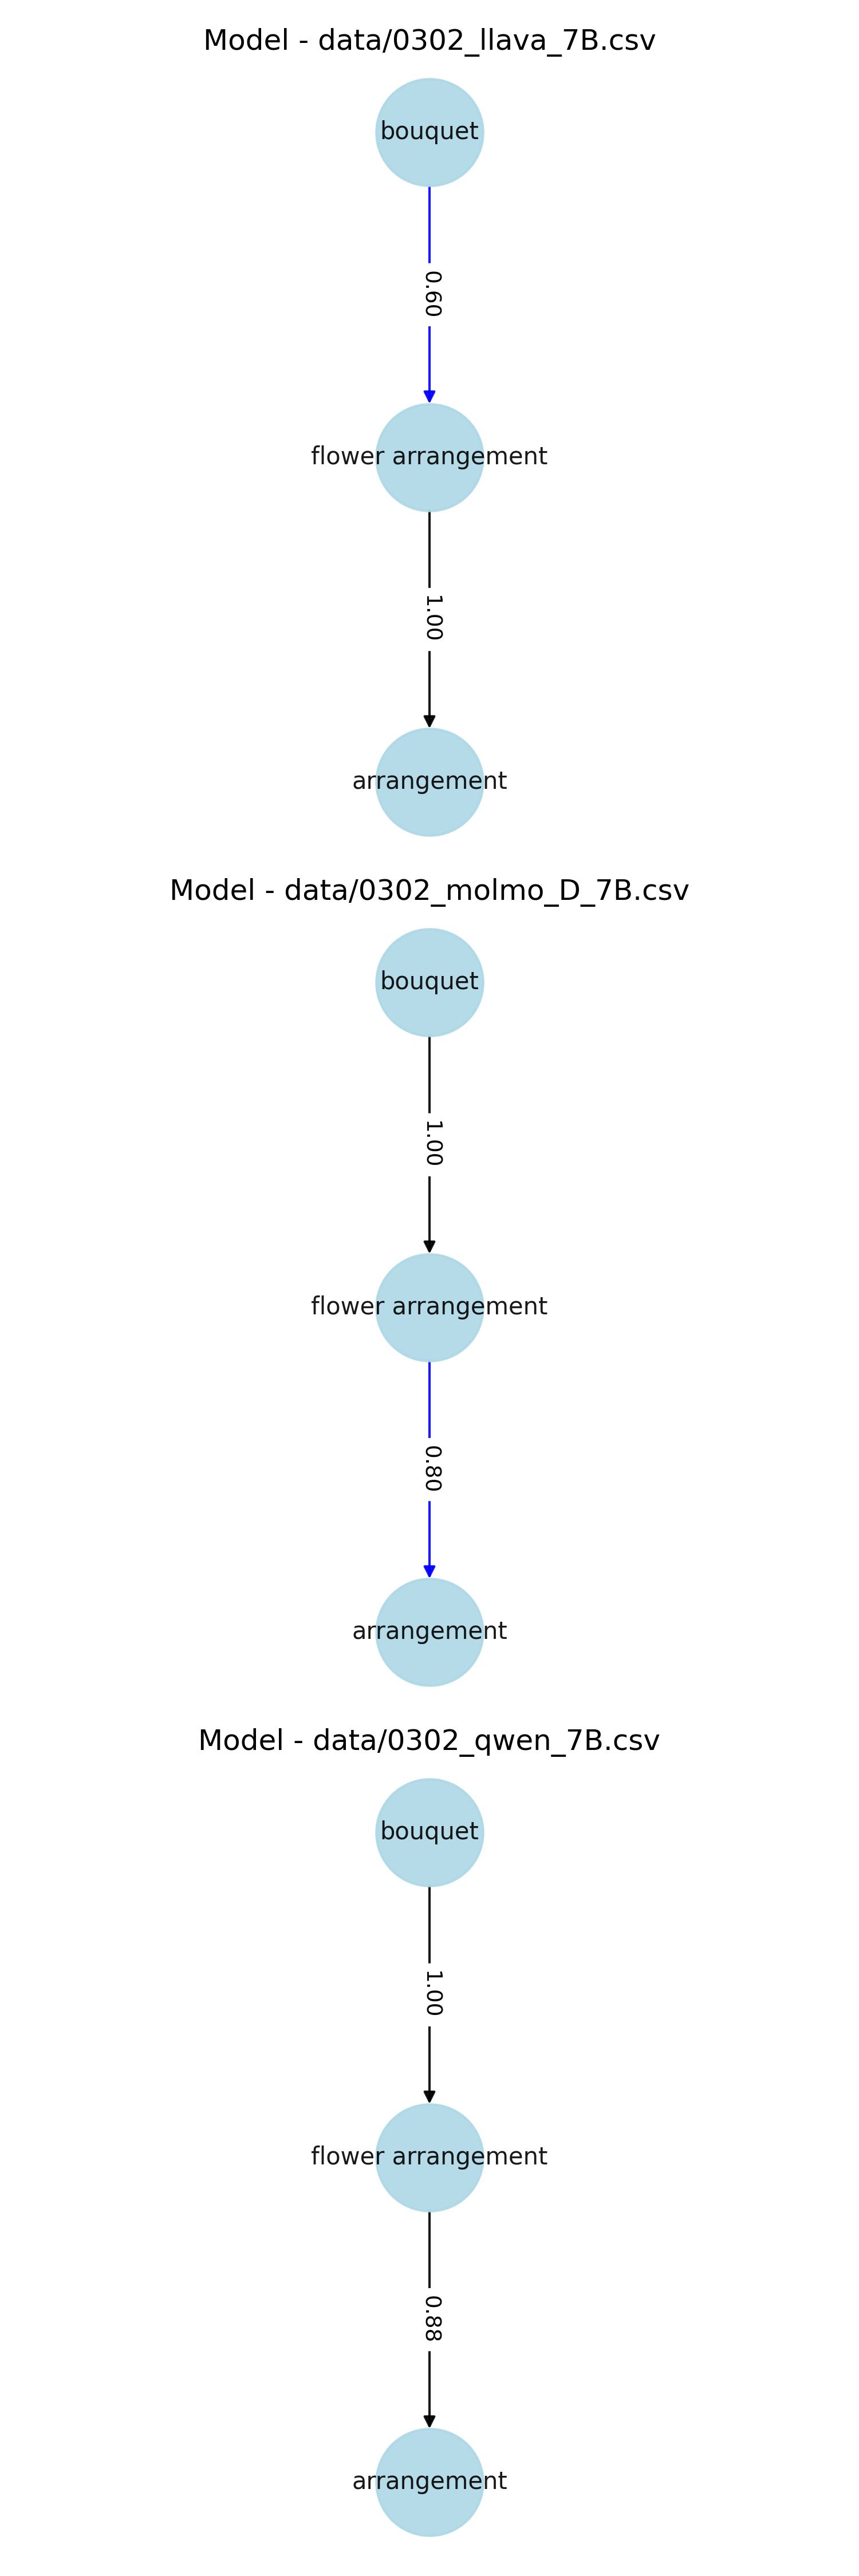 Model - data/0302_llava_7B.csv
bouquet
0.60
flower arrangement
1.00
arrangement
Model - data/0302_molmo_D_7B.csv
bouquet
1.00
flower arrangement
0.80
arrangement
Model - data/0302_qwen_7B.csv
bouquet
1.00
flower arrangement
0.88
arrangement